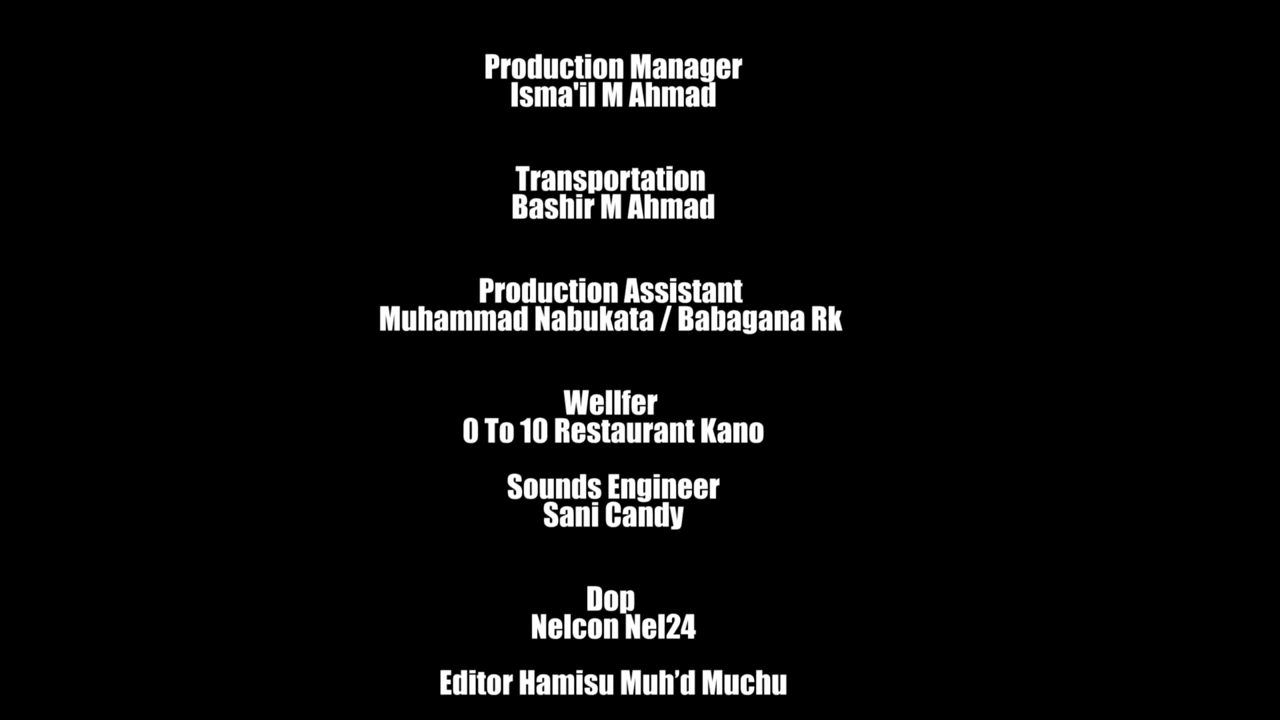 Production Manager
Isma'il M Ahmad
Transportation
Bashir M Ahmad
Production Assistant
Muhammad Nabukata / Babagana Rk
Wellfer
0 To 10 Restaurant Kano
Sounds Engineer
Sani Candy
Dop
Nelcon Nel24
Editor Hamisu Muh’d Muchu